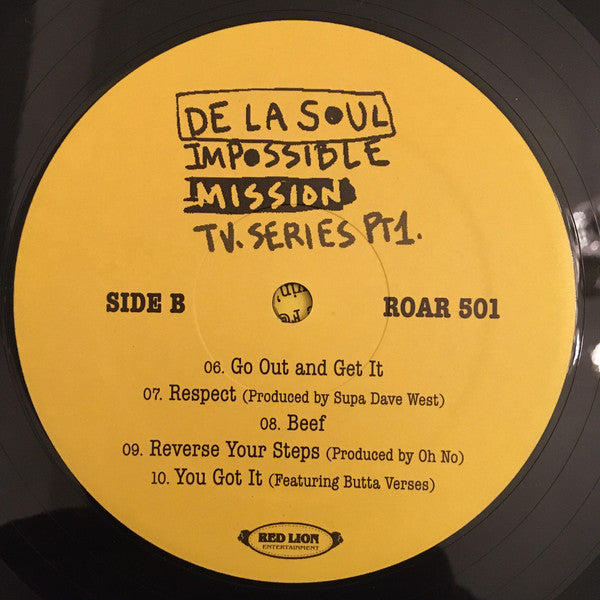 DE LA SOUL
IMPOSSIBLE
MISSION
TV. SERIES PT1.
SIDE B
ROAR 501
06. Go Out and Get It
07. Respect (Produced by Supa Dave West)
08. Beef
09. Reverse Your Steps (Produced by Oh No)
10. You Got It (Featuring Butta Verses)
RED LION
ENTERTAINMENT